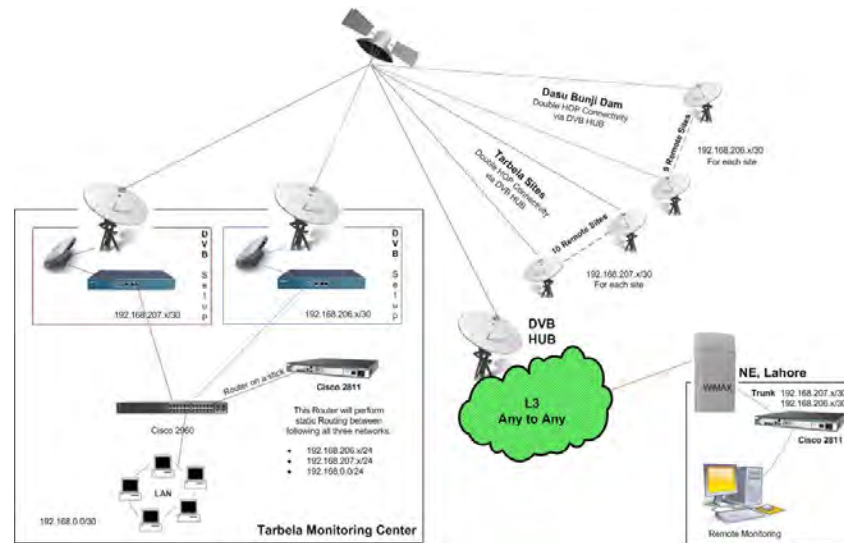 Dasu Bunji Dam
Double HOP Connectivity
via DVB HUB
9 Remote Sites
192.168.206.x/30
For each site
Tarbela Sites
Double HOP Connectivity
via DVB HUB
10 Remote Sites
192.168.207.x/30
For each site
DVB Setup
192.168.207.x/30
DVB Setup
192.168.206.x/30
DVB
HUB
L3
Any to Any
Router on a stick
Cisco 2811
Cisco 2960
This Router will perform
static Routing between
following all three networks.
192.168.206.x/24
192.168.207.x/24
192.168.0.0/24
LAN
192.168.0.0/30
Tarbela Monitoring Center
WiMAX
NE, Lahore
Trunk 192.168.207.x/30
192.168.206.x/30
Cisco 2811
Remote Monitoring